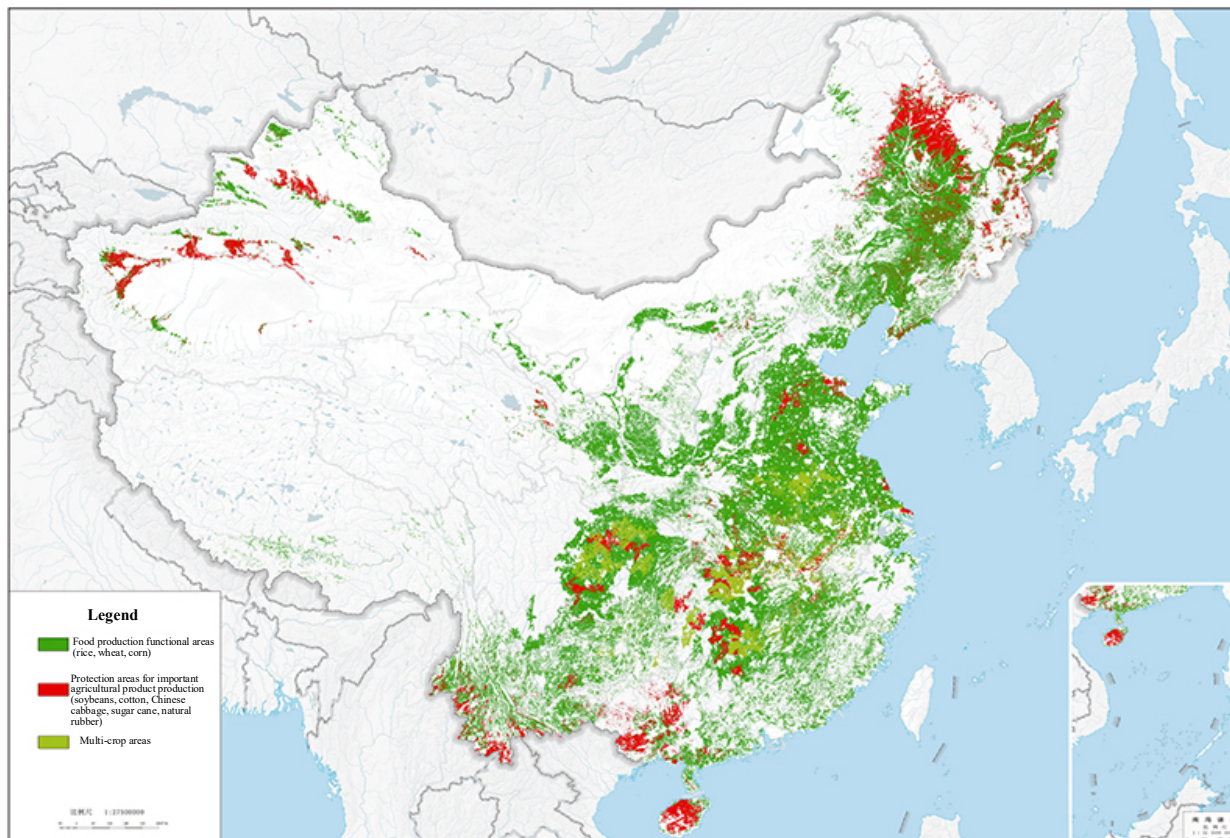 Legend
Food production functional areas
(rice, wheat, corn)
Protection areas for important
agricultural product production
(soybeans, cotton, Chinese
cabbage, sugar cane, natural
rubber)
Multi-crop areas
比例尺 1:27500000